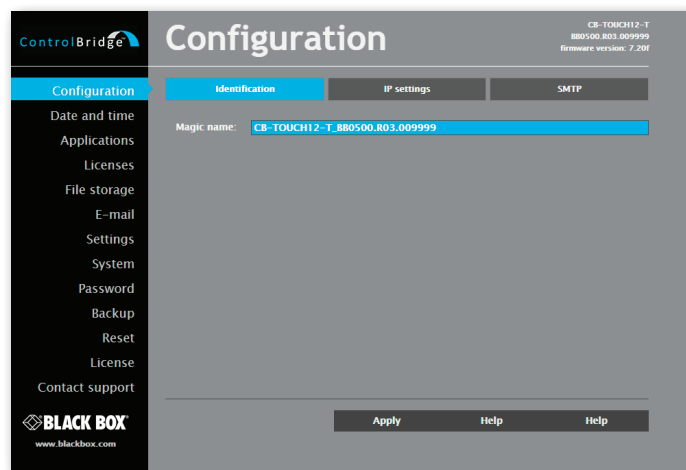 ControlBridge
Configuration
CB-TOUCH12-T
BB0500.R03.009999
firmware version: 7.20f
Configuration
Date and time
Applications
Licenses
File storage
E-mail
Settings
System
Password
Backup
Reset
License
Contact support
Identification
IP settings
SMTP
Magic name: CB-TOUCH12-T_BB0500.R03.009999
Apply
Help
Help
BLACK BOX
www.blackbox.com